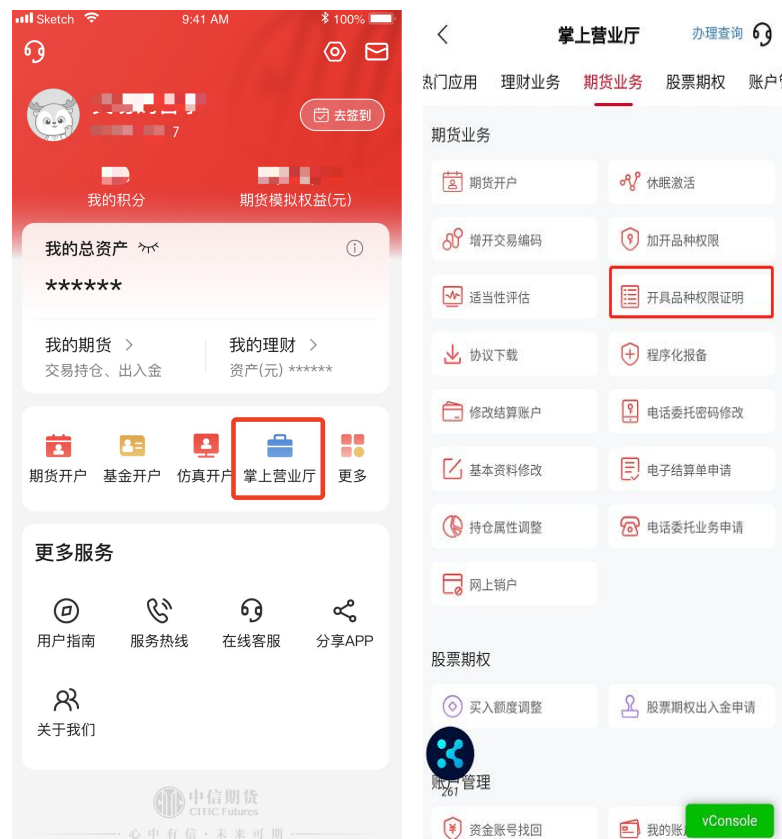 Sketch 9:41 AM 100%
7
去签到
我的积分 期货模拟权益(元)
我的总资产
******
我的期货 > 我的理财 >
交易持仓、出入金 资产(元) ******
期货开户 基金开户 仿真开户 掌上营业厅 更多
更多服务
用户指南 服务热线 在线客服 分享APP
关于我们
中信期货
CITIC Futures
·心中有信·未来可期·
掌上营业厅 办理查询
热门应用 理财业务 期货业务 股票期权 账户管
期货业务
期货开户 休眠激活
增开交易编码 加开品种权限
适当性评估 开具品种权限证明
协议下载 程序化报备
修改结算账户 电话委托密码修改
基本资料修改 电子结算单申请
持仓属性调整 电话委托业务申请
网上销户
股票期权
买入额度调整 股票期权出入金申请
账户管理
261
资金账号找回 我的账
vConsole